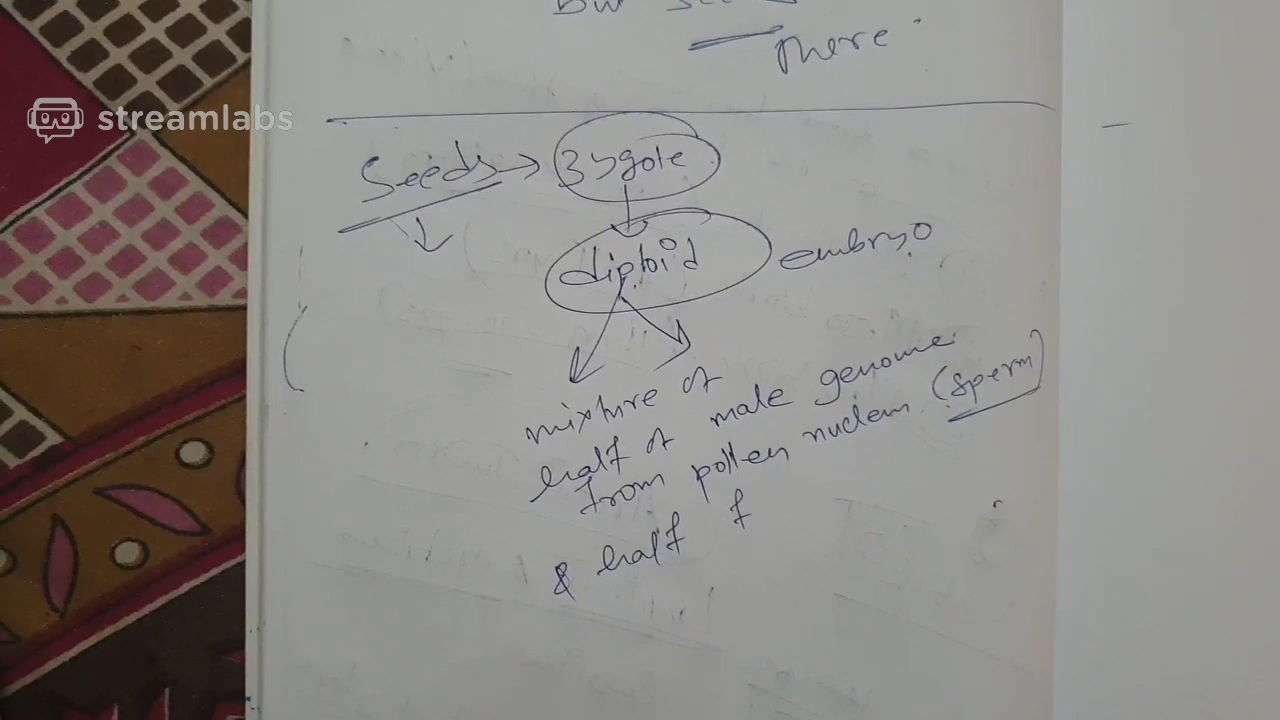 there
streamlabs
Seeds → zygote
diploid embryo
mixture of
half of male genome
from pollen nucleus (sperm)
& half f